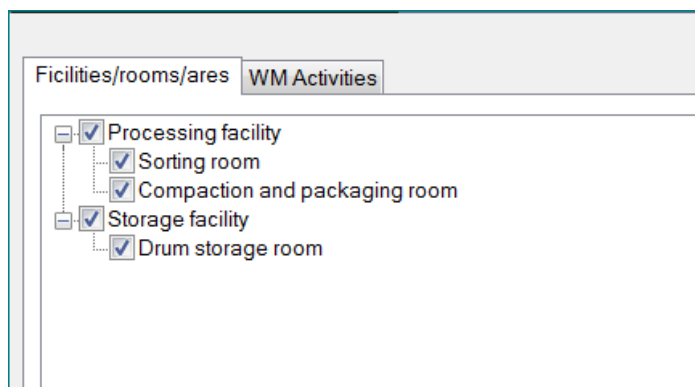 Ficilities/rooms/ares WM Activities
Processing facility
Sorting room
Compaction and packaging room
Storage facility
Drum storage room